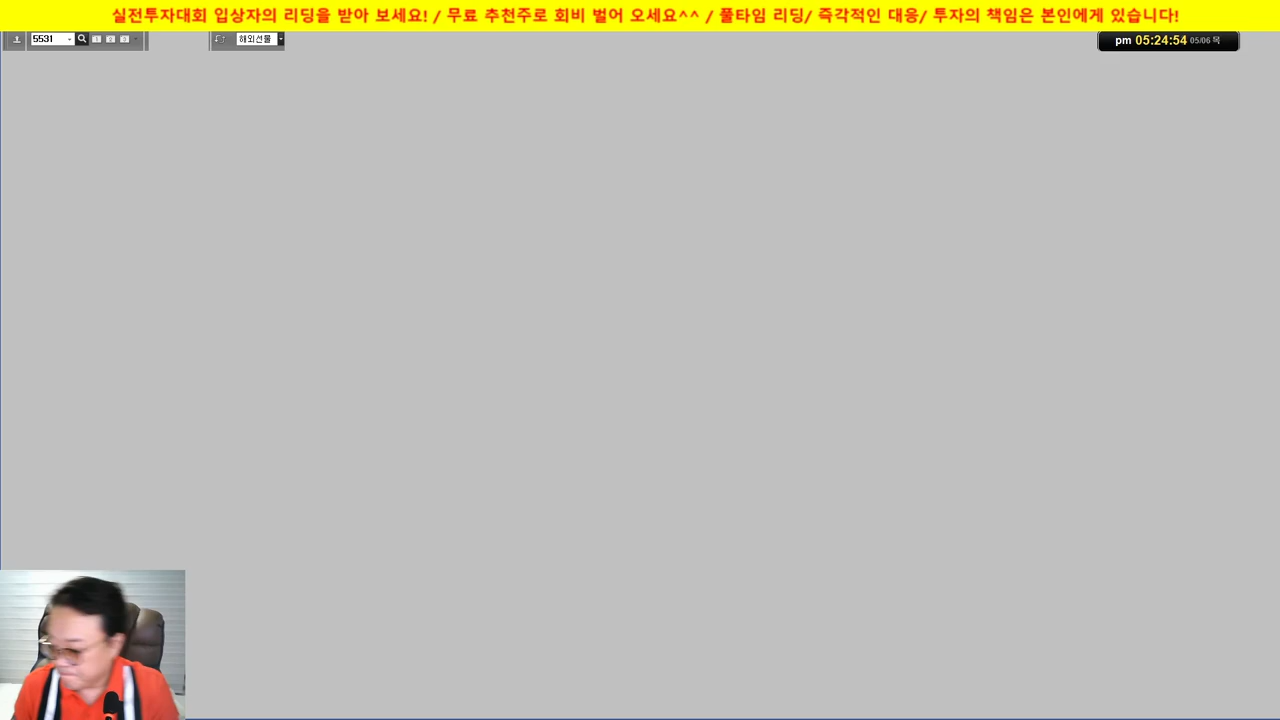 실전투자대회 입상자의 리딩을 받아 보세요! / 무료 추천주로 회비 벌어 오세요^^ / 풀타임 리딩/ 즉각적인 대응/ 투자의 책임은 본인에게 있습니다!
5531 1 2 3 해외선물 pm 05:24:54 05/06 목